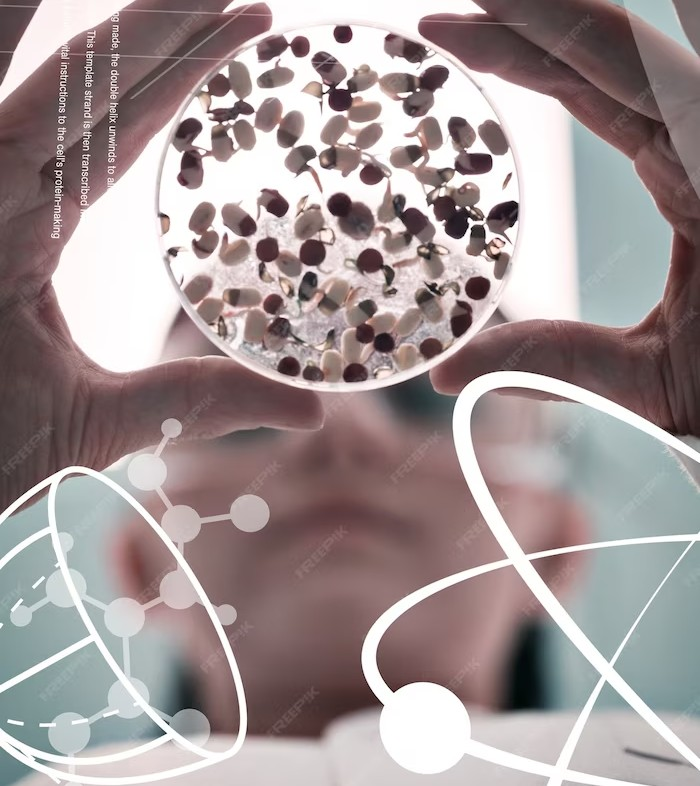 made, the double helix unwinds to
This template strand is then transcribed
vital instructions to the cell's protein-making
FREEPIK